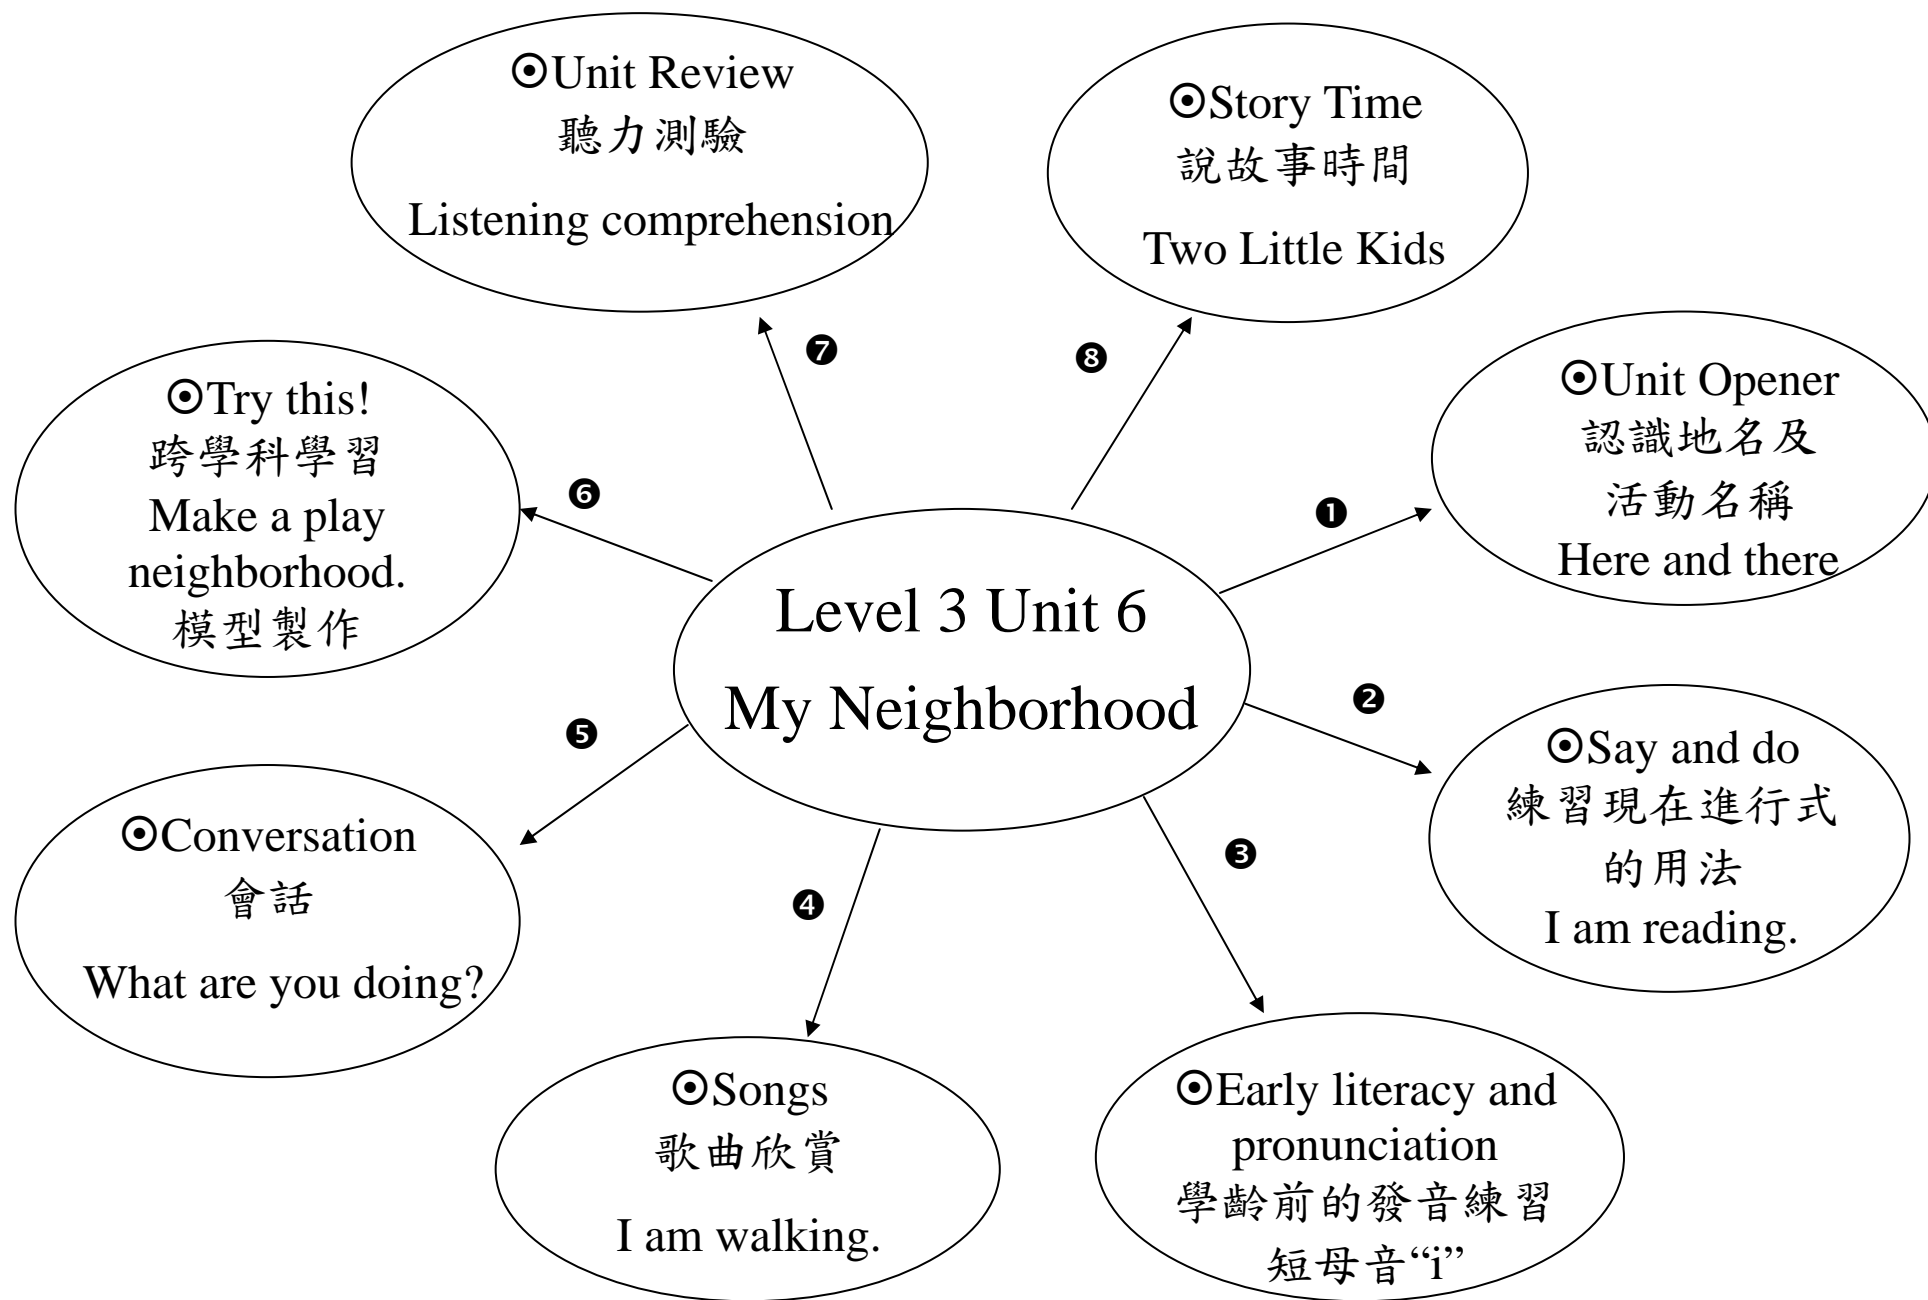 ⊙Unit Review
聽力測驗
Listening comprehension
⊙Story Time
說故事時間
Two Little Kids
❼
❽
⊙Try this!
跨學科學習
Make a play
neighborhood.
模型製作
❻
❶
⊙Unit Opener
認識地名及
活動名稱
Here and there
Level 3 Unit 6
My Neighborhood
❺
❷
⊙Conversation
會話
What are you doing?
⊙Say and do
練習現在進行式
的用法
I am reading.
❹
❸
⊙Songs
歌曲欣賞
I am walking.
⊙Early literacy and
pronunciation
學齡前的發音練習
短母音“i”